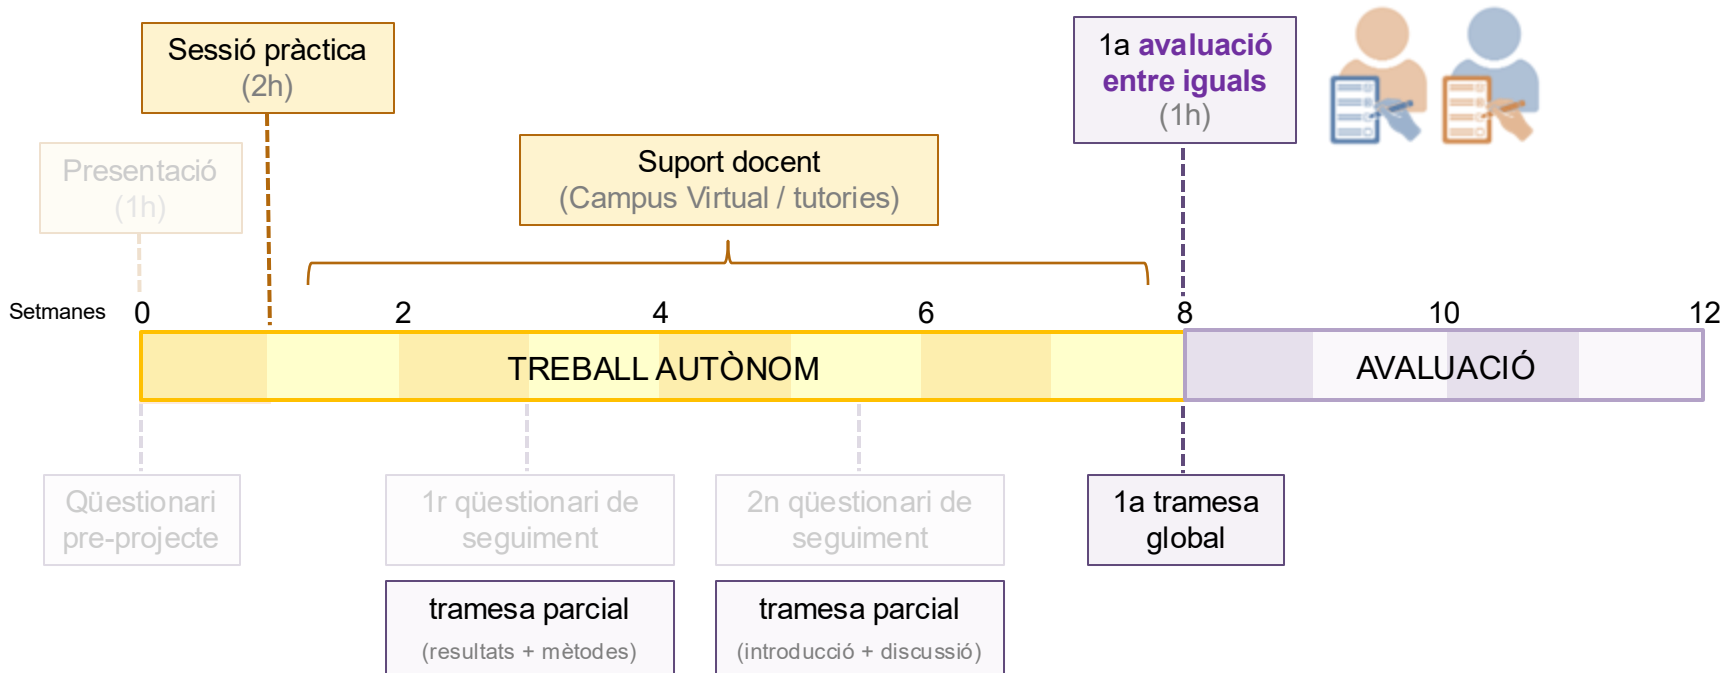 Sessió pràctica
(2h)
1a avaluació
entre iguals
(1h)
Presentació
(1h)
Suport docent
(Campus Virtual / tutories)
Setmanes 0 2 4 6 8 10 12
TREBALL AUTÒNOM
AVALUACIÓ
Qüestionari
pre-projecte
1r qüestionari de
seguiment
2n qüestionari de
seguiment
1a tramesa
global
tramesa parcial
(resultats + mètodes)
tramesa parcial
(introducció + discussió)